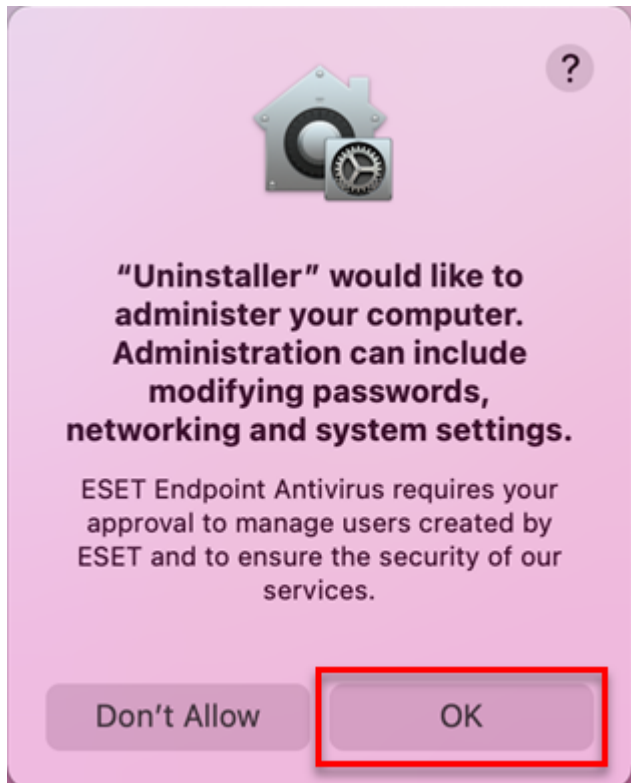 ?
“Uninstaller” would like to
administer your computer.
Administration can include
modifying passwords,
networking and system settings.
ESET Endpoint Antivirus requires your
approval to manage users created by
ESET and to ensure the security of our
services.
Don’t Allow
OK